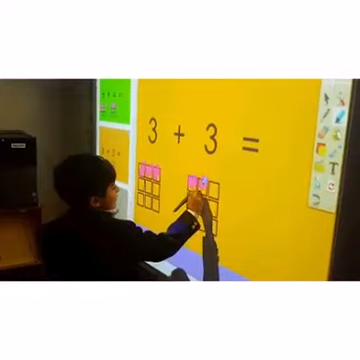 3 + 3 =